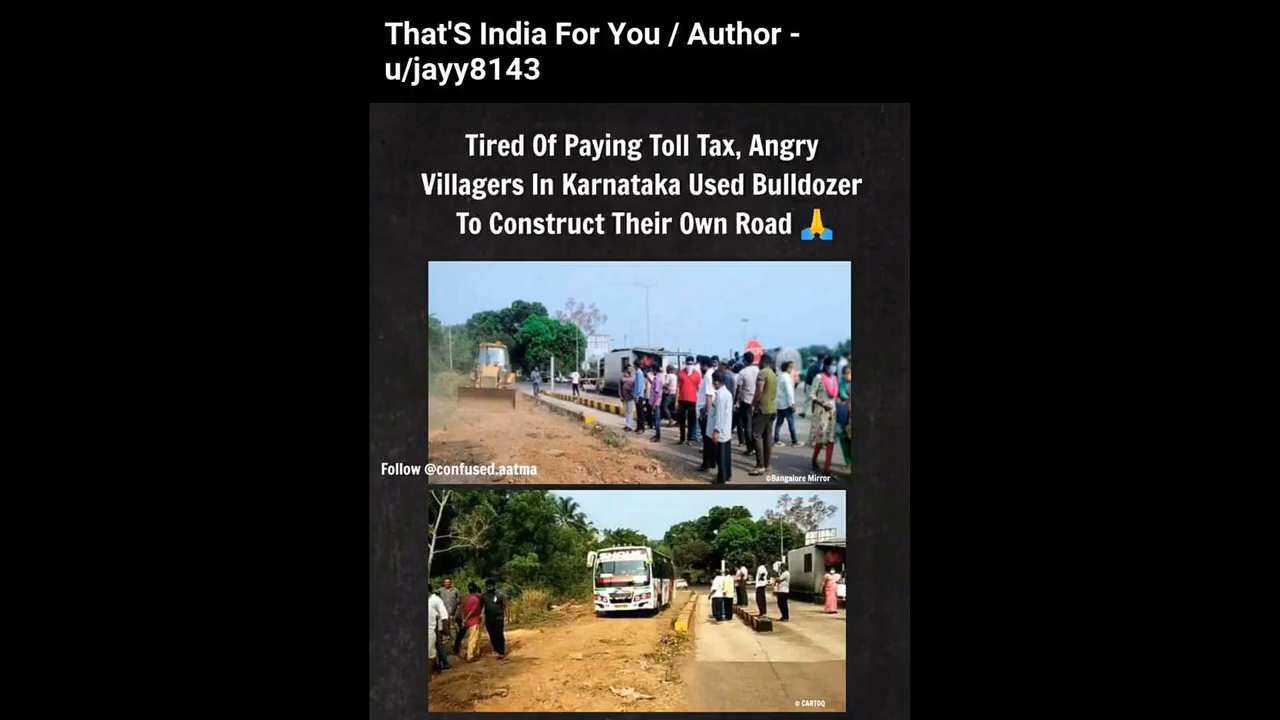 That'S India For You / Author -
u/jayy8143
Tired Of Paying Toll Tax, Angry
Villagers In Karnataka Used Bulldozer
To Construct Their Own Road 🙏
Follow @confused.aatma
©Bangalore Mirror
© CARTOQ